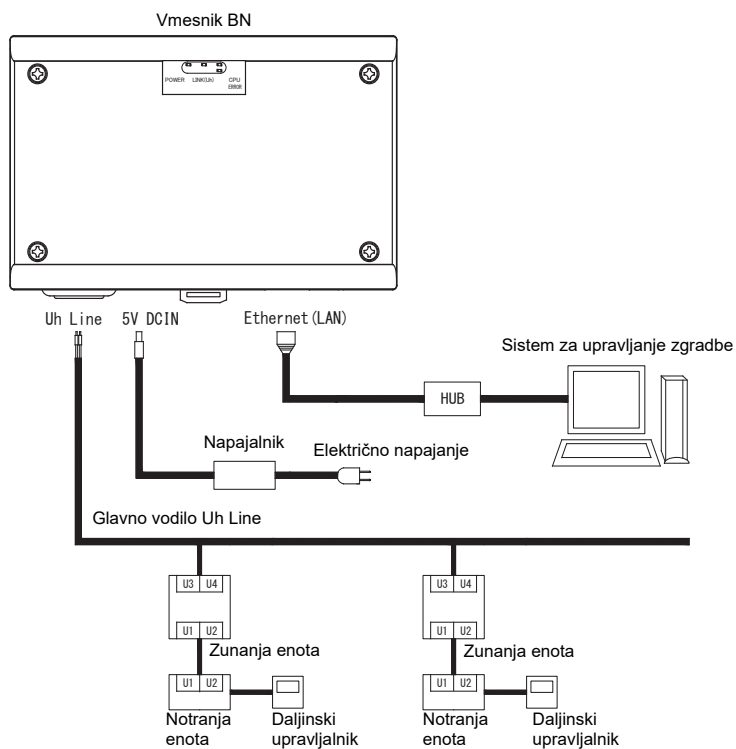 Vmesnik BN
POWER LINK(Uh) CPU
ERROR
Uh Line 5V DCIN Ethernet(LAN)
Sistem za upravljanje zgradbe
HUB
Napajalnik
Električno napajanje
Glavno vodilo Uh Line
U3 U4
U3 U4
U1 U2
U1 U2
Zunanja enota
Zunanja enota
U1 U2
U1 U2
Notranja
enota
Daljinski
upravljalnik
Notranja
enota
Daljinski
upravljalnik